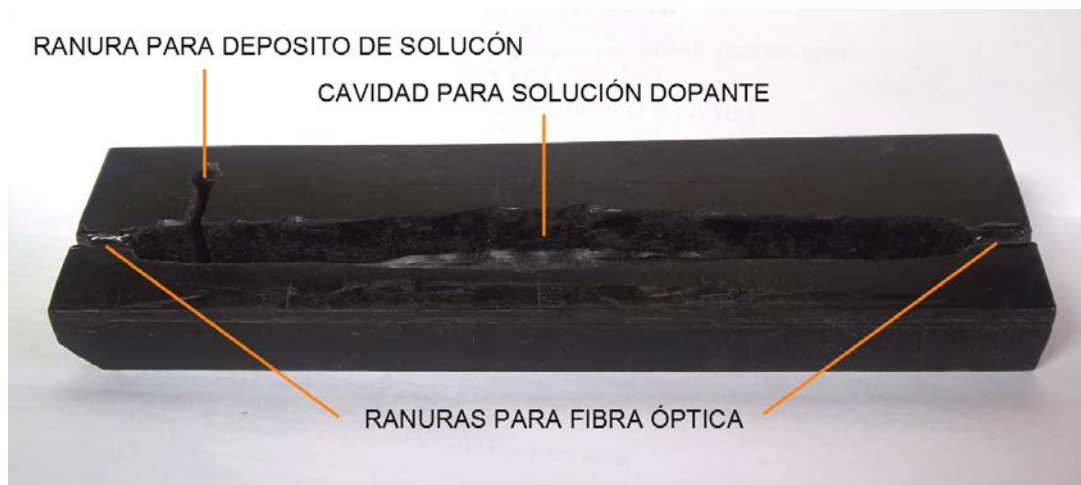 RANURA PARA DEPOSITO DE SOLUCÓN
CAVIDAD PARA SOLUCIÓN DOPANTE
RANURAS PARA FIBRA ÓPTICA